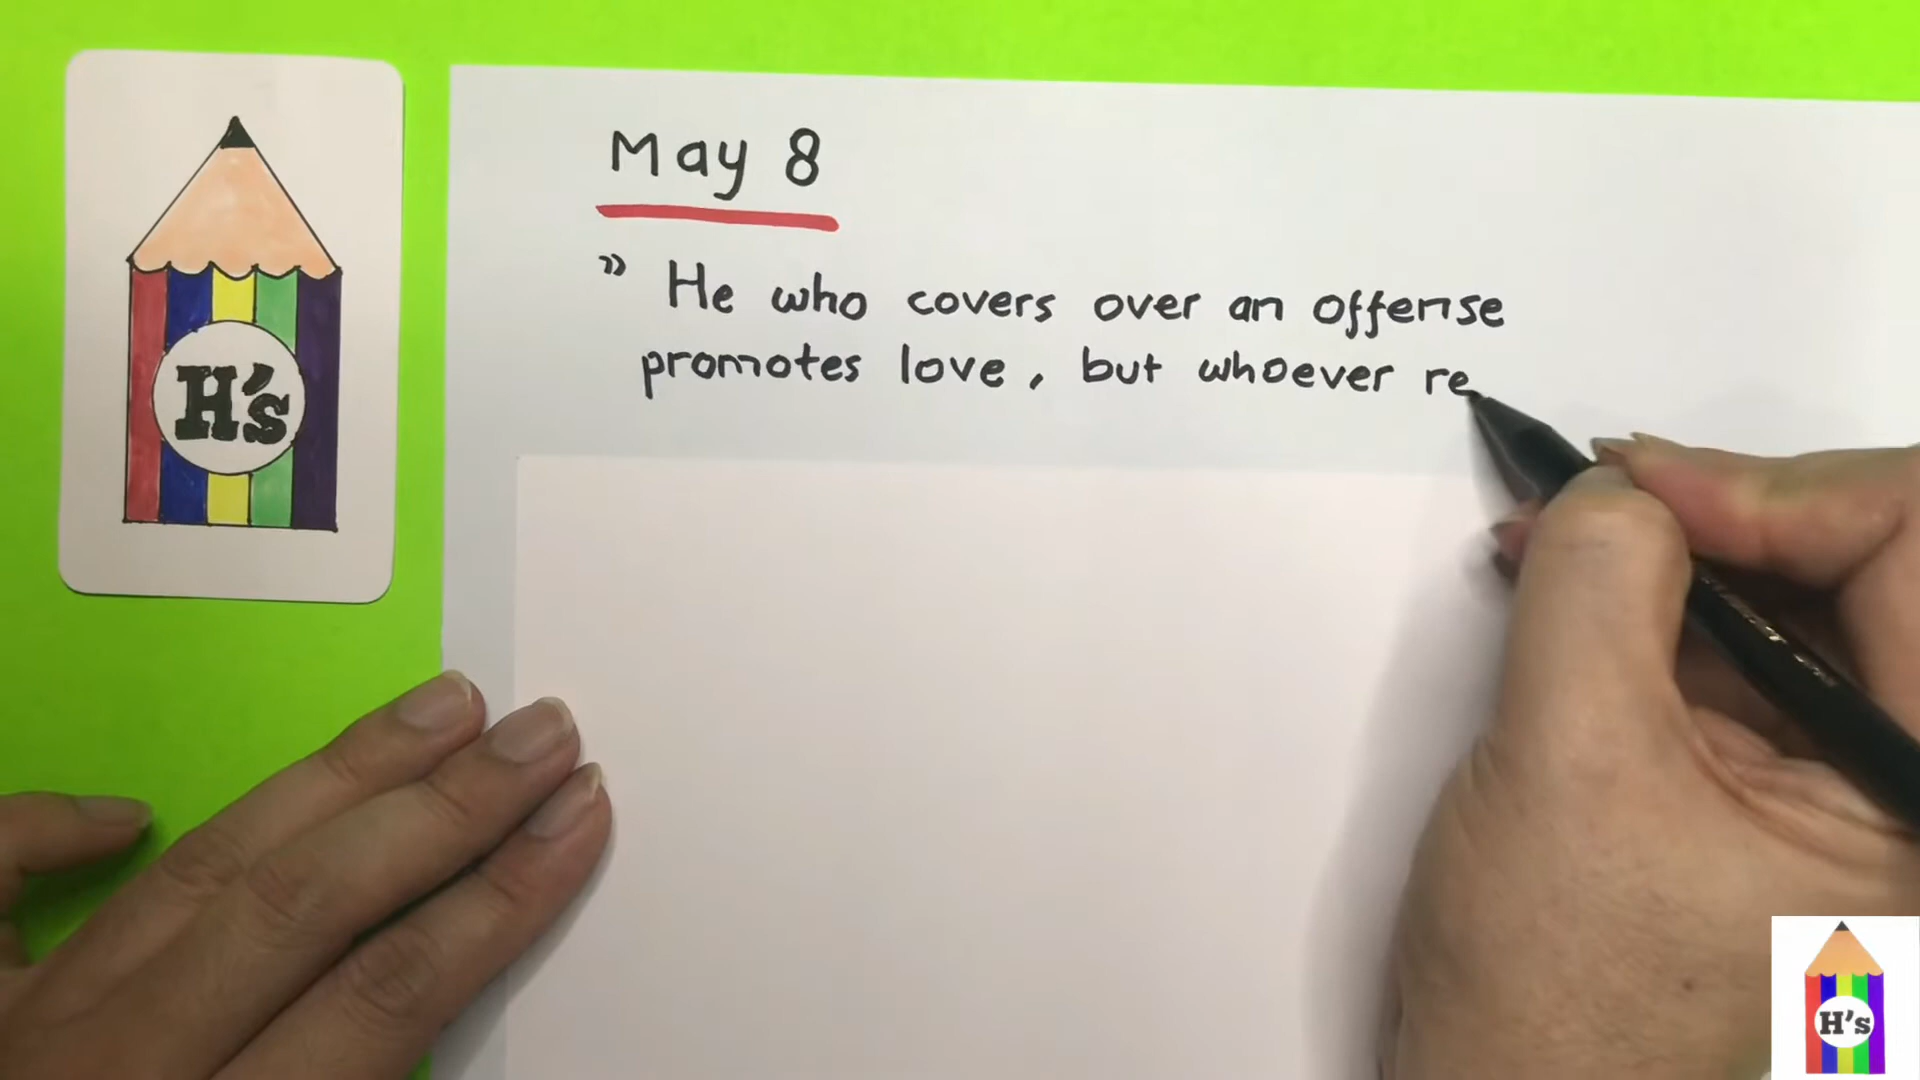 H's
May 8
" He who covers over an offense
promotes love, but whoever re
H's